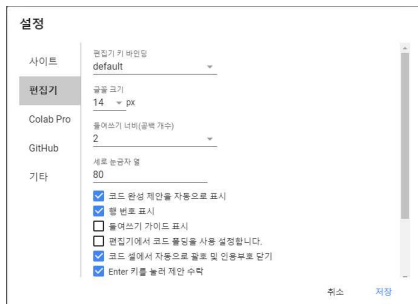 설정
사이트
편집기
Colab Pro
GitHub
기타
편집기 키 바인딩
default
글꼴 크기
14 px
들여쓰기 너비(공백 개수)
2
세로 눈금자 열
80
코드 완성 제안을 자동으로 표시
행 번호 표시
들여쓰기 가이드 표시
편집기에서 코드 폴딩을 사용 설정합니다.
코드 셀에서 자동으로 괄호 및 인용부호 닫기
Enter 키를 눌러 제안 수락
취소
저장